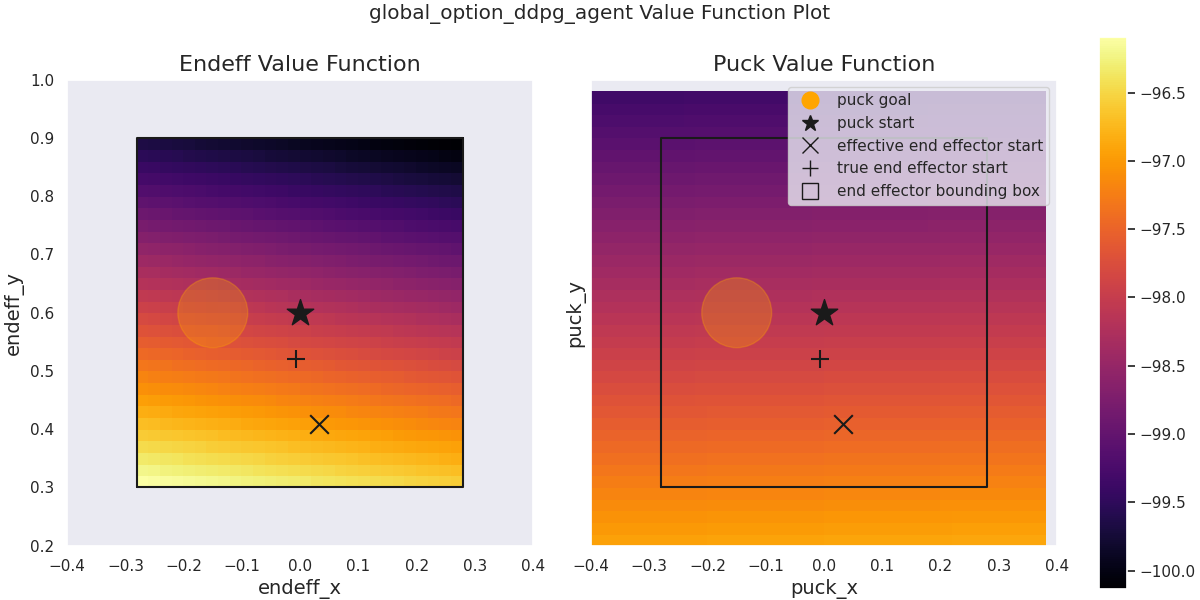 global_option_ddpg_agent Value Function Plot
Endeff Value Function
Puck Value Function
1.0
0.9
0.8
0.7
0.6
0.5
0.4
0.3
0.2
endeff_y
−0.4 −0.3 −0.2 −0.1 0.0 0.1 0.2 0.3 0.4
endeff_x
puck goal
puck start
effective end effector start
true end effector start
end effector bounding box
puck_y
−0.4 −0.3 −0.2 −0.1 0.0 0.1 0.2 0.3 0.4
puck_x
−96.5
−97.0
−97.5
−98.0
−98.5
−99.0
−99.5
−100.0